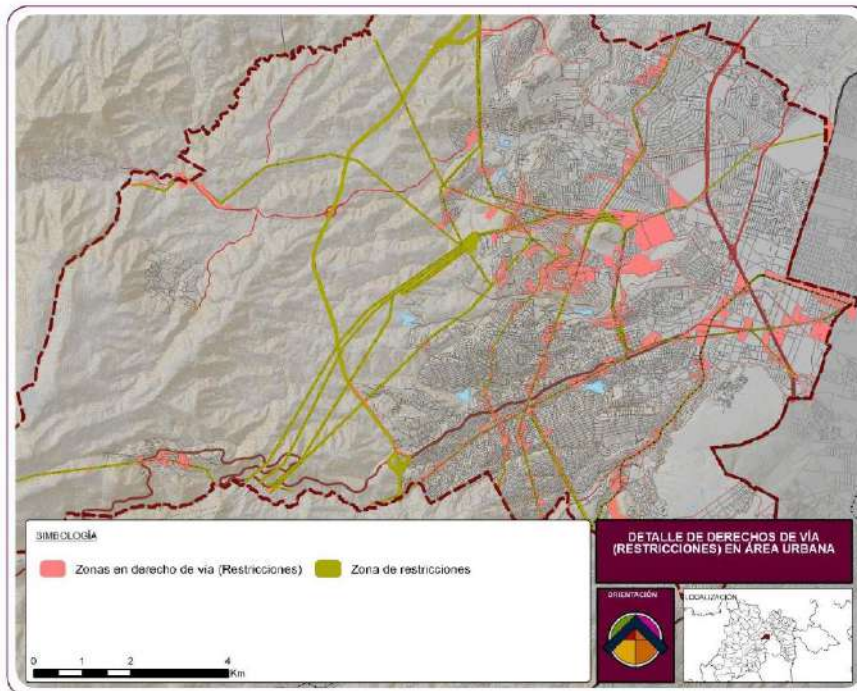 SIMBOLOGÍA
Zonas en derecho de vía (Restricciones)
Zona de restricciones
0 1 2 4
Km
DETALLE DE DERECHOS DE VÍA
(RESTRICCIONES) EN ÁREA URBANA
ORIENTACIÓN
LOCALIZACIÓN